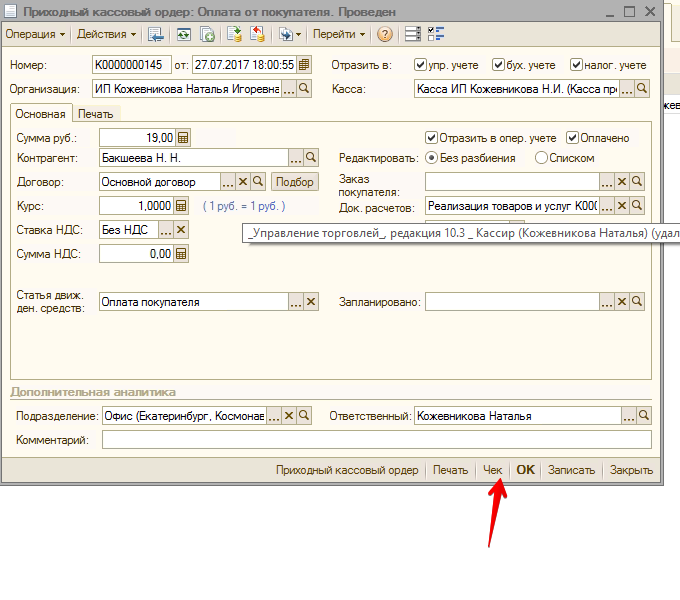 Приходный кассовый ордер: Оплата от покупателя. Проведен
Операция Действия Перейти
Номер: К0000000145 от: 27.07.2017 18:00:55 Отразить в: упр. учете бух. учете налог. учете
Организация: ИП Кожевникова Наталья Игоревна Касса: Касса ИП Кожевникова Н.И. (Касса пре
Основная Печать
Сумма руб.: 19,00 Отразить в опер. учете Оплачено
Контрагент: Бакшеева Н. Н. Редактировать: Без разбиения Списком
Договор: Основной договор Подбор Заказ покупателя:
Курс: 1,0000 ( 1 руб. = 1 руб. ) Док. расчетов: Реализация товаров и услуг К000
Ставка НДС: Без НДС
_Управление торговлей_, редакция 10.3 _ Кассир (Кожевникова Наталья) (удал
Сумма НДС: 0,00
Статья движ. ден. средств: Оплата покупателя Запланировано:
Дополнительная аналитика
Подразделение: Офис (Екатеринбург, Космонав Ответственный: Кожевникова Наталья
Комментарий:
Приходный кассовый ордер Печать Чек OK Записать Закрыть